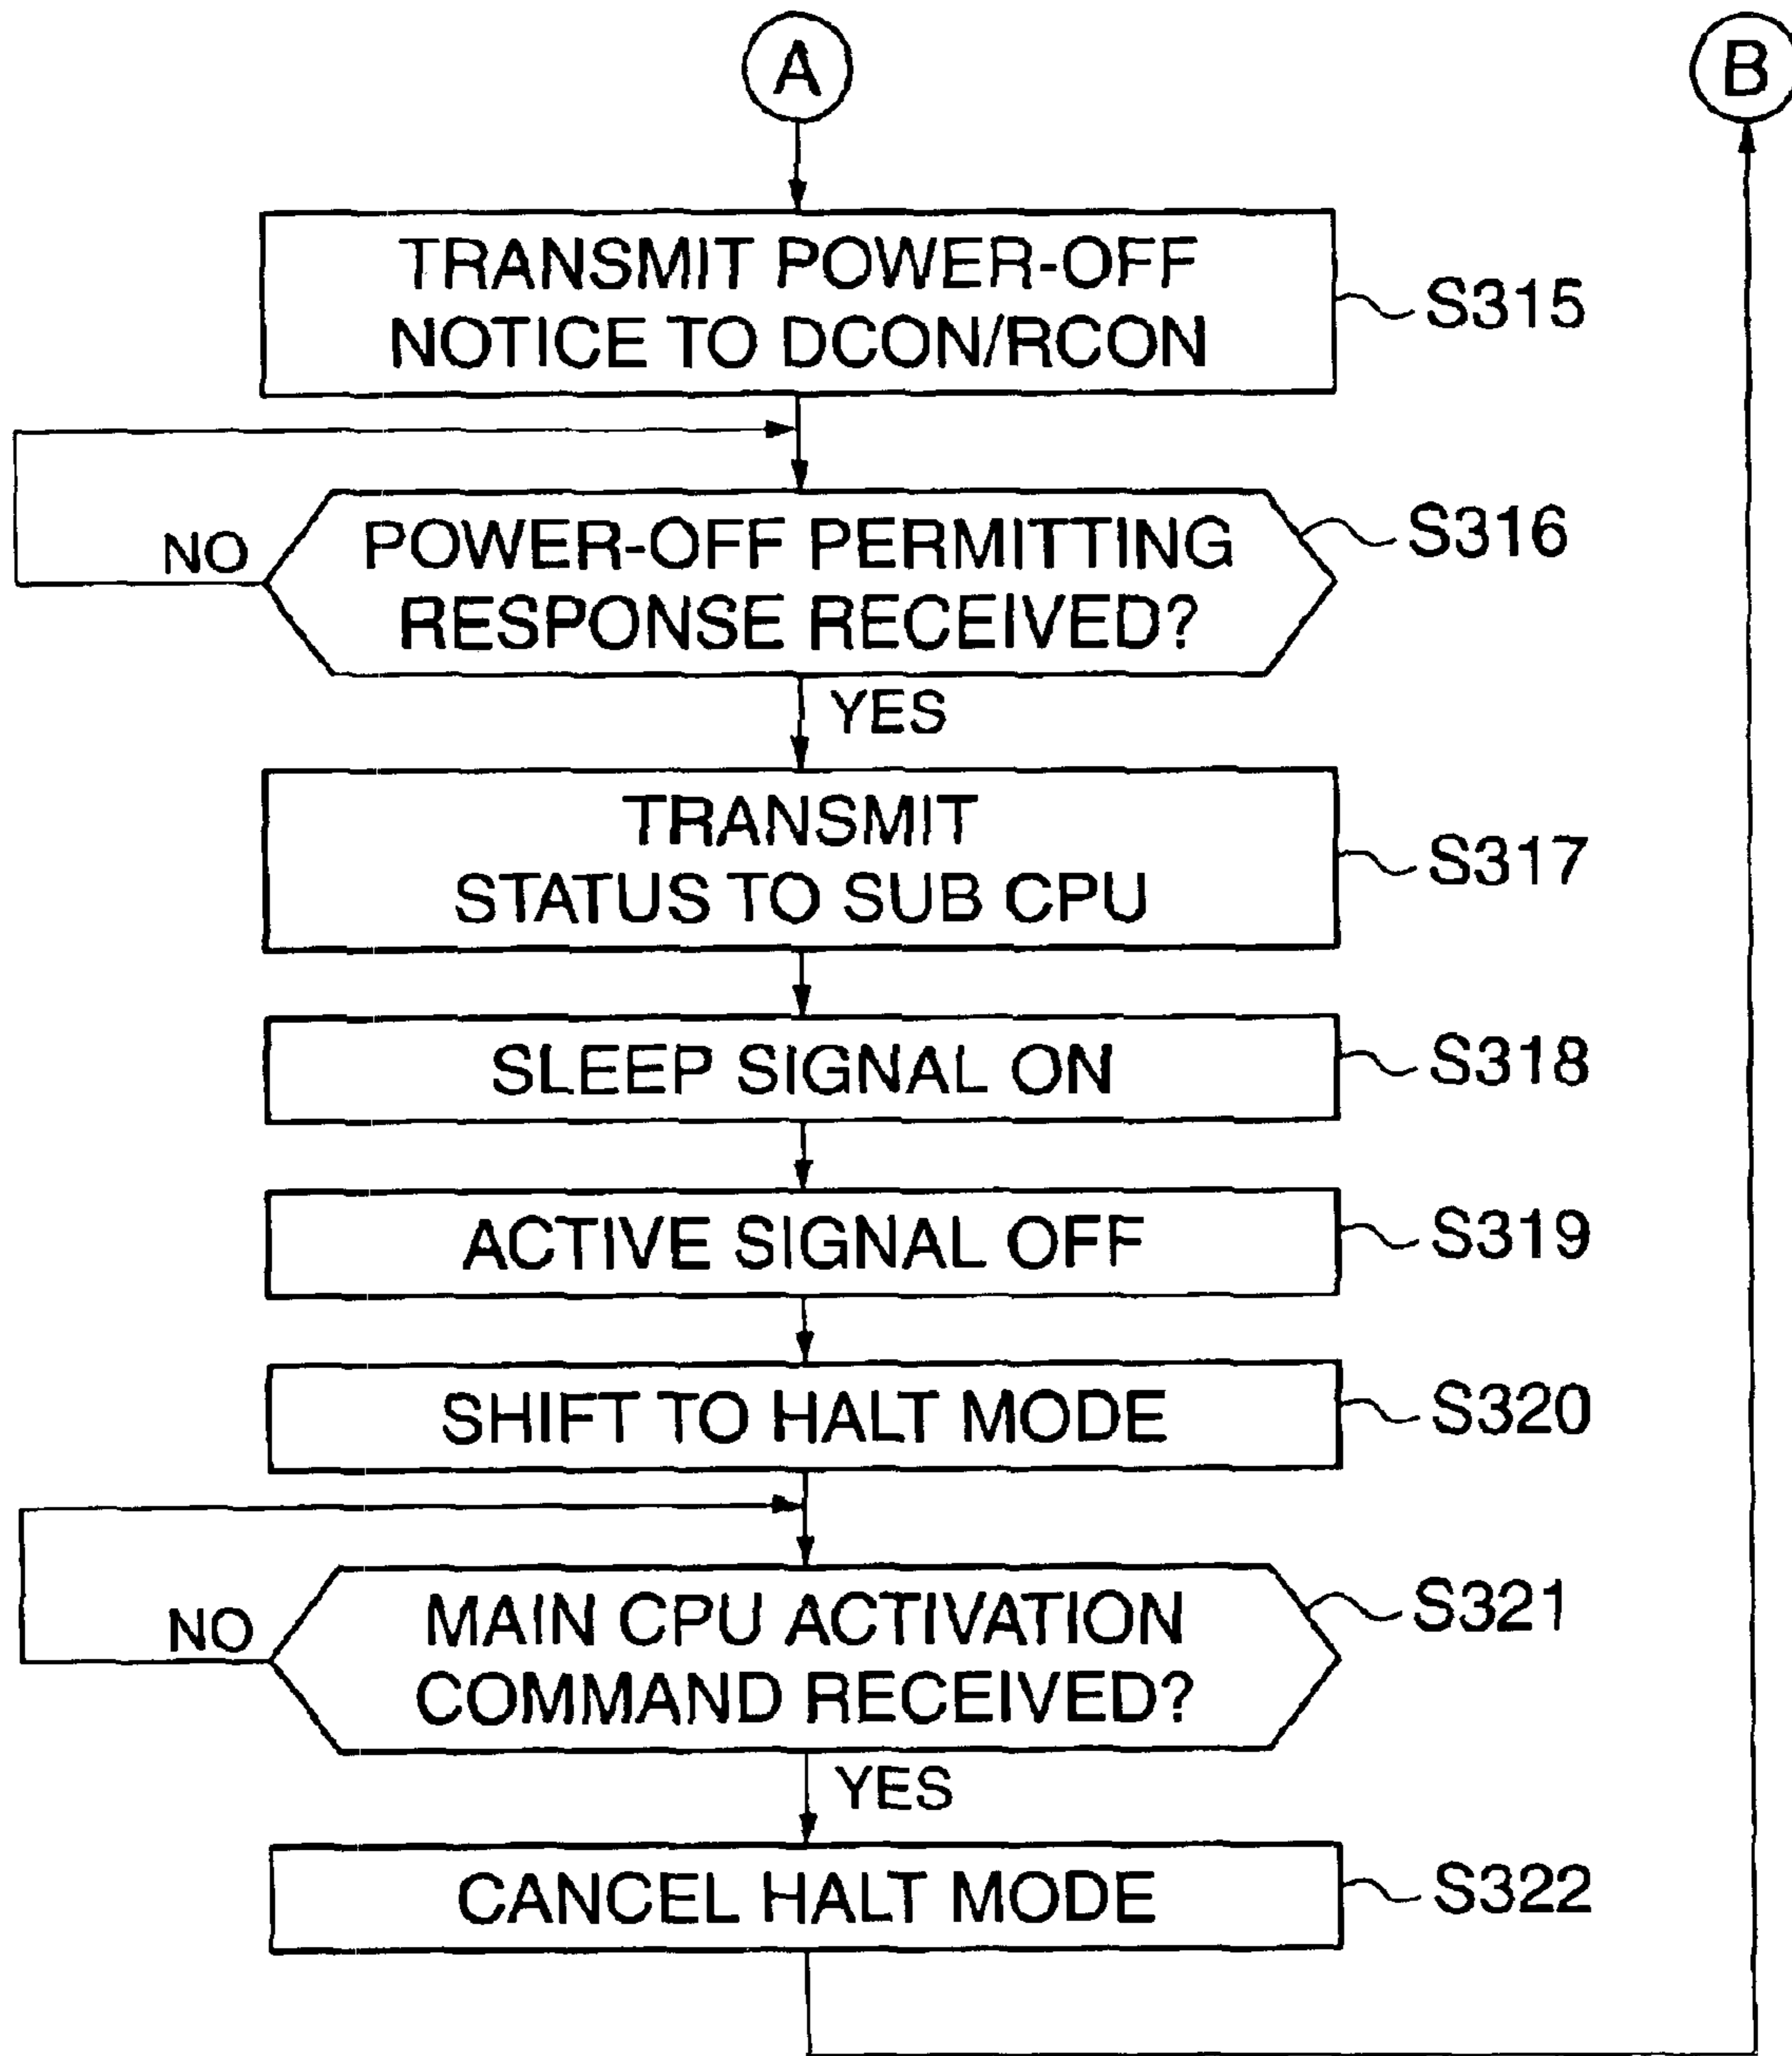 A
B
TRANSMIT POWER-OFF
NOTICE TO DCON/RCON
S315
POWER-OFF PERMITTING
RESPONSE RECEIVED?
S316
NO
YES
TRANSMIT
STATUS TO SUB CPU
S317
SLEEP SIGNAL ON
S318
ACTIVE SIGNAL OFF
S319
SHIFT TO HALT MODE
S320
MAIN CPU ACTIVATION
COMMAND RECEIVED?
S321
NO
YES
CANCEL HALT MODE
S322